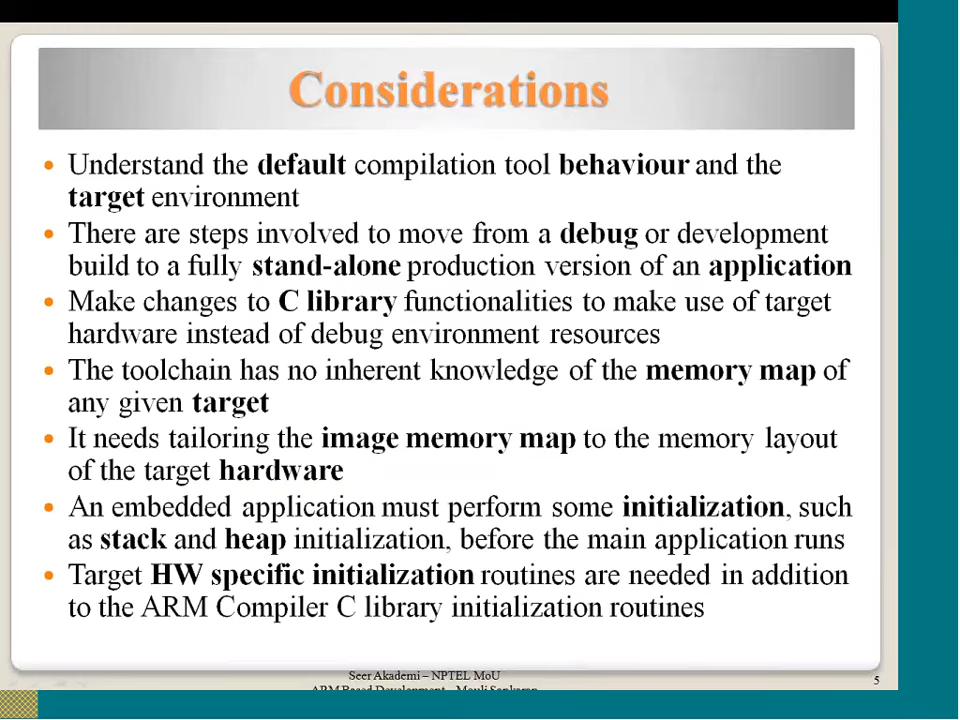 Considerations
• Understand the default compilation tool behaviour and the
target environment
• There are steps involved to move from a debug or development
build to a fully stand-alone production version of an application
• Make changes to C library functionalities to make use of target
hardware instead of debug environment resources
• The toolchain has no inherent knowledge of the memory map of
any given target
• It needs tailoring the image memory map to the memory layout
of the target hardware
• An embedded application must perform some initialization, such
as stack and heap initialization, before the main application runs
• Target HW specific initialization routines are needed in addition
to the ARM Compiler C library initialization routines
Seer Akademi – NPTEL MoU
ARM Based Development - Mouli Sankaran
5